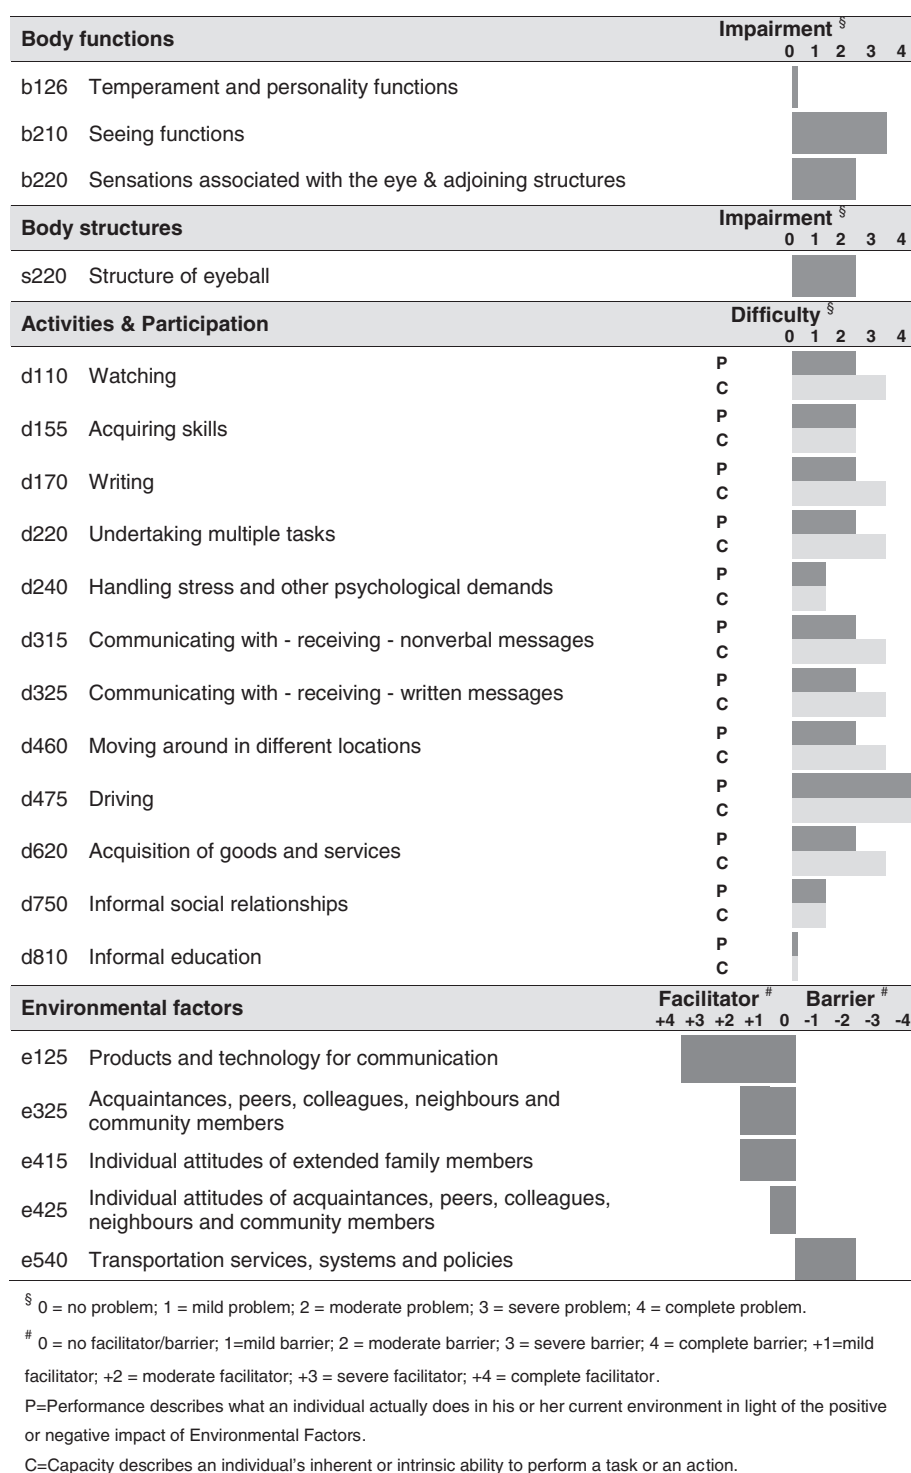 Body functions Impairment §
0 1 2 3 4
b126 Temperament and personality functions
b210 Seeing functions
b220 Sensations associated with the eye & adjoining structures
Body structures Impairment §
0 1 2 3 4
s220 Structure of eyeball
Activities & Participation Difficulty §
0 1 2 3 4
d110 Watching P
C
d155 Acquiring skills P
C
d170 Writing P
C
d220 Undertaking multiple tasks P
C
d240 Handling stress and other psychological demands P
C
d315 Communicating with - receiving - nonverbal messages P
C
d325 Communicating with - receiving - written messages P
C
d460 Moving around in different locations P
C
d475 Driving P
C
d620 Acquisition of goods and services P
C
d750 Informal social relationships P
C
d810 Informal education P
C
Environmental factors Facilitator # Barrier #
+4 +3 +2 +1 0 -1 -2 -3 -4
e125 Products and technology for communication
e325 Acquaintances, peers, colleagues, neighbours and
community members
e415 Individual attitudes of extended family members
e425 Individual attitudes of acquaintances, peers, colleagues,
neighbours and community members
e540 Transportation services, systems and policies
§ 0 = no problem; 1 = mild problem; 2 = moderate problem; 3 = severe problem; 4 = complete problem.
# 0 = no facilitator/barrier; 1=mild barrier; 2 = moderate barrier; 3 = severe barrier; 4 = complete barrier; +1=mild
facilitator; +2 = moderate facilitator; +3 = severe facilitator; +4 = complete facilitator.
P=Performance describes what an individual actually does in his or her current environment in light of the positive
or negative impact of Environmental Factors.
C=Capacity describes an individual's inherent or intrinsic ability to perform a task or an action.